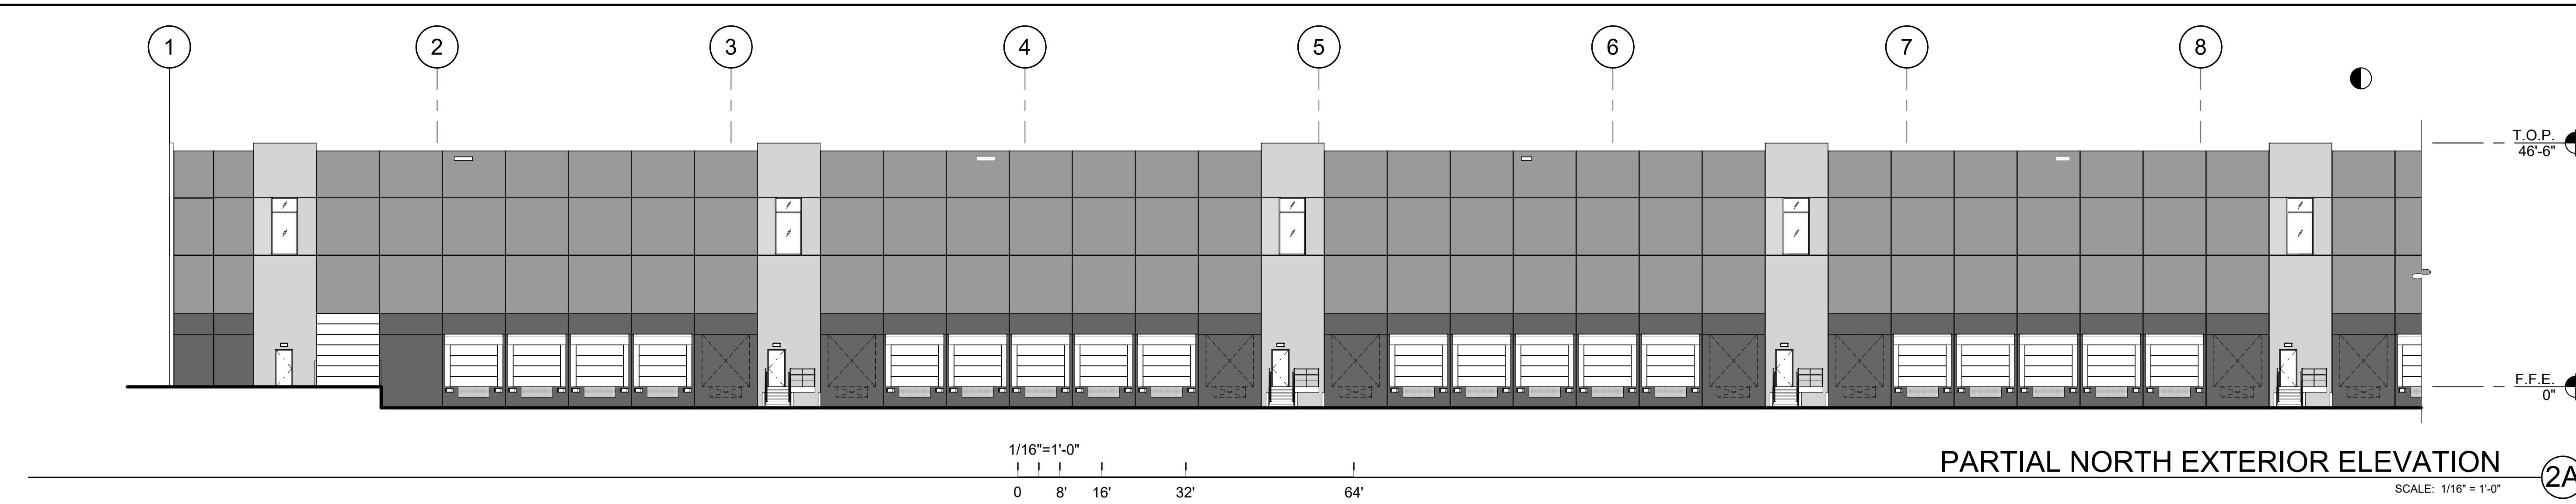 1 2 3 4 5 6 7 8
T.O.P.
46'-6"
F.F.E.
0"
1/16"=1'-0"
0 8' 16' 32' 64'
PARTIAL NORTH EXTERIOR ELEVATION
2A
SCALE: 1/16" = 1'-0"